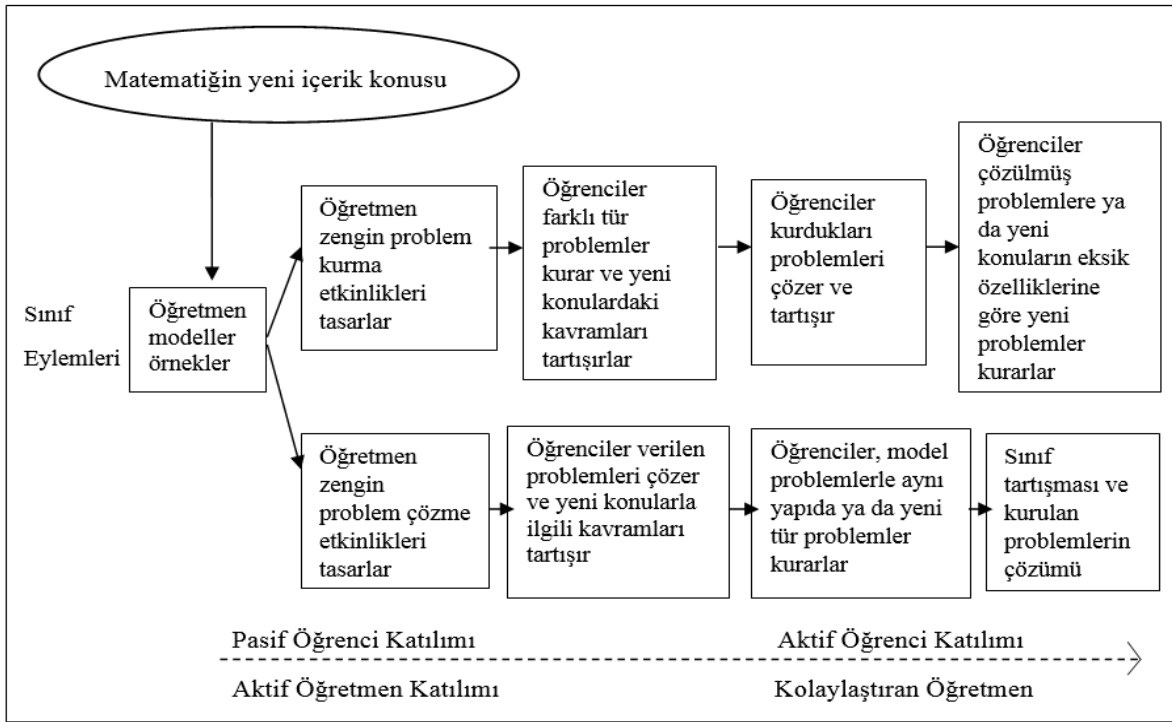 Matematiğin yeni içerik konusu
Sınıf
Eylemleri
Öğretmen
modeller
örnekler
Öğretmen
zengin problem
kurma
etkinlikleri
tasarlar
Öğrenciler
farklı tür
problemler
kurar ve yeni
konulardaki
kavramları
tartışırlar
Öğrenciler
kurdukları
problemleri
çözer ve
tartışır
Öğrenciler
çözülmüş
problemlere ya
da yeni
konuların eksik
özelliklerine
göre yeni
problemler
kurarlar
Öğretmen
zengin
problem çözme
etkinlikleri
tasarlar
Öğrenciler verilen
problemleri çözer
ve yeni konularla
ilgili kavramları
tartışır
Öğrenciler, model
problemlerle aynı
yapıda ya da yeni
tür problemler
kurarlar
Sınıf
tartışması ve
kurulan
problemlerin
çözümü
Pasif Öğrenci Katılımı
Aktif Öğrenci Katılımı
Aktif Öğretmen Katılımı
Kolaylaştıran Öğretmen